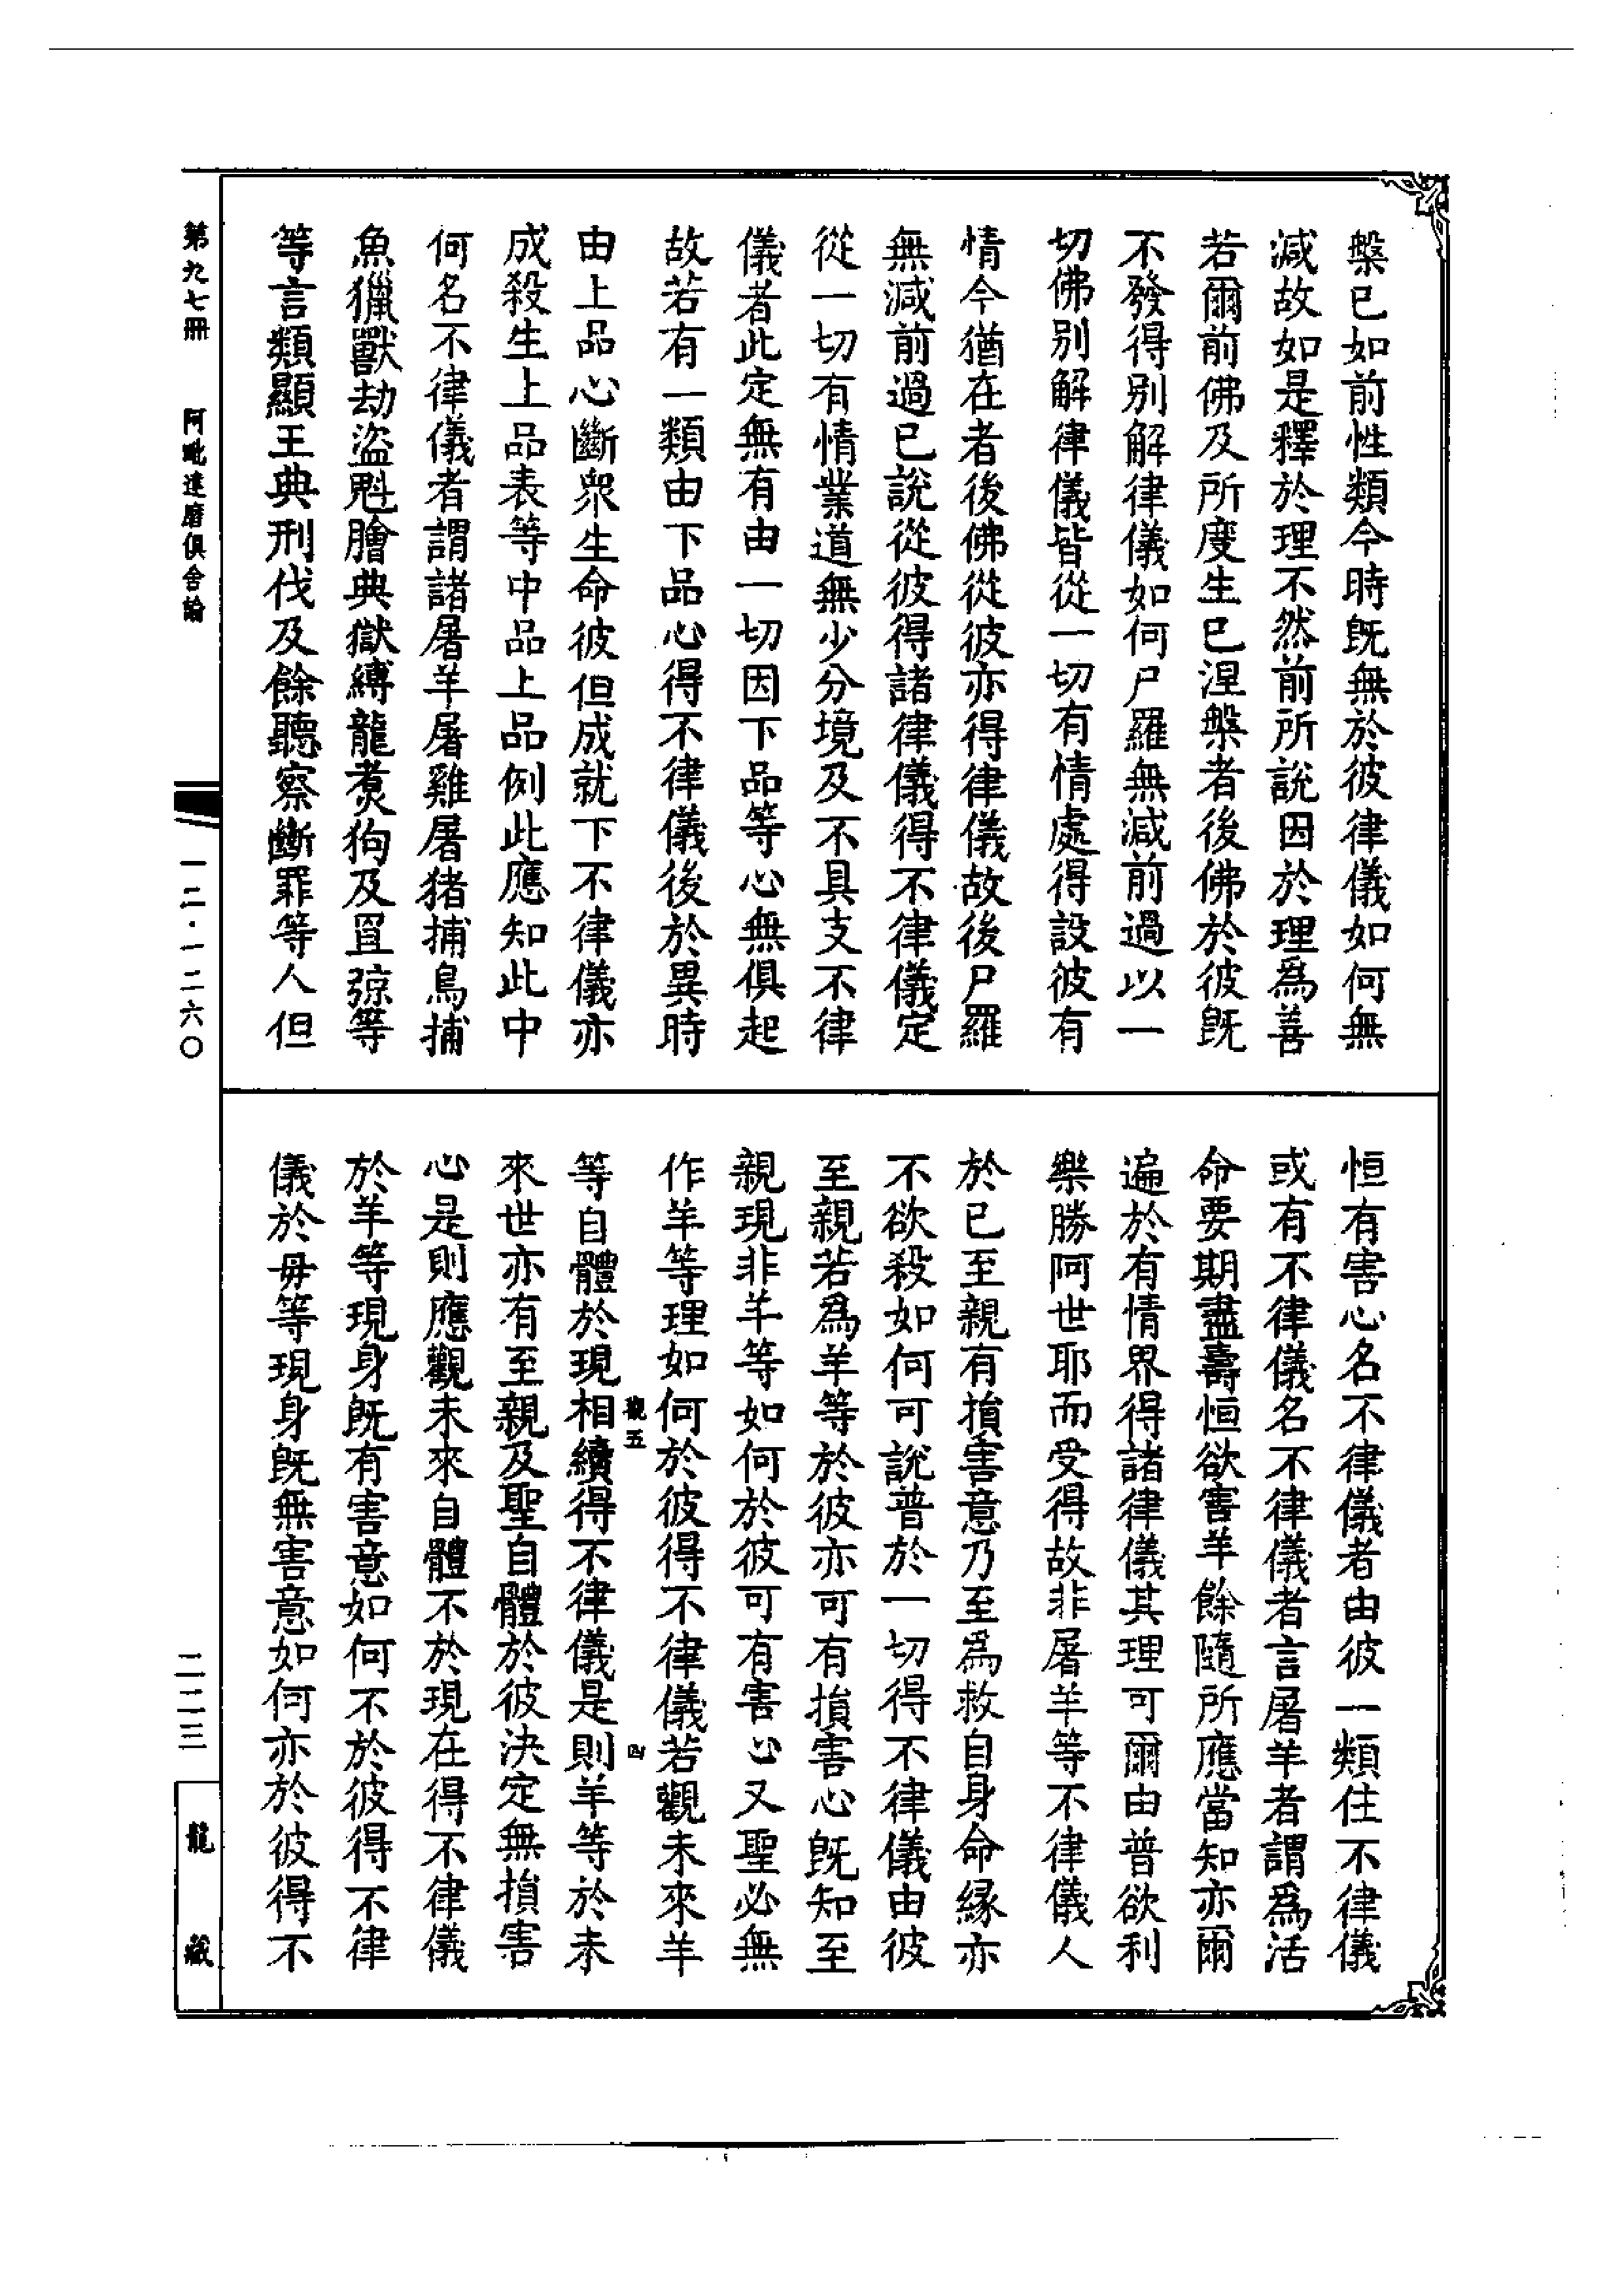 槃已如前性類今時既無於彼律儀如何無
減故如是釋於理不然前所說因於理爲善
若爾前佛及所度生已涅槃者後佛於彼既
不發得別解律儀如何尸羅無減前過以一
切佛別解律儀皆從一切有情處得設彼有
情今猶在者後佛從彼亦得律儀故後尸羅
無減前過已說從彼得諸律儀得不律儀定
從一切有情業道無少分境及不具支不律
儀者此定無有由一切因下品等心無俱起
故若有一類由下品心得不律儀後於異時
由上品心斷眾生命彼但成就下不律儀亦
成殺生上品表等中品上品例此應知此中
何名不律儀者謂諸屠羊屠雞屠猪捕鳥捕
魚獵獸劫盜魁膾典獄縛龍煑狗及罝弶等
等言類顯王典刑伐及餘聽察斷罪等人但
恒有害心名不律儀者由彼一類住不律儀
或有不律儀名不律儀者言屠羊者謂爲活
命要期盡壽恒欲害羊餘隨所應當知亦爾
遍於有情界得諸律儀其理可爾由普欲利
樂勝阿世耶而受得故非屠羊等不律儀人
於已至親有損害意乃至爲救自身命緣亦
不欲殺如何可說普於一切得不律儀由彼
至親若爲羊等於彼亦可有損害心既知至
親現非羊等如何於彼可有害心又聖必無
作羊等理如何於彼得不律儀若觀未來羊
觀五 四
等自體於現相續得不律儀是則羊等於未
來世亦有至親及聖自體於彼決定無損害
心是則應觀未來自體不於現在得不律儀
於羊等現身既有害意如何不於彼得不律
儀於毋等現身既無害意如何亦於彼得不
第九七冊 阿毗達磨俱舍論 一二·一二六〇 二二三 龍藏